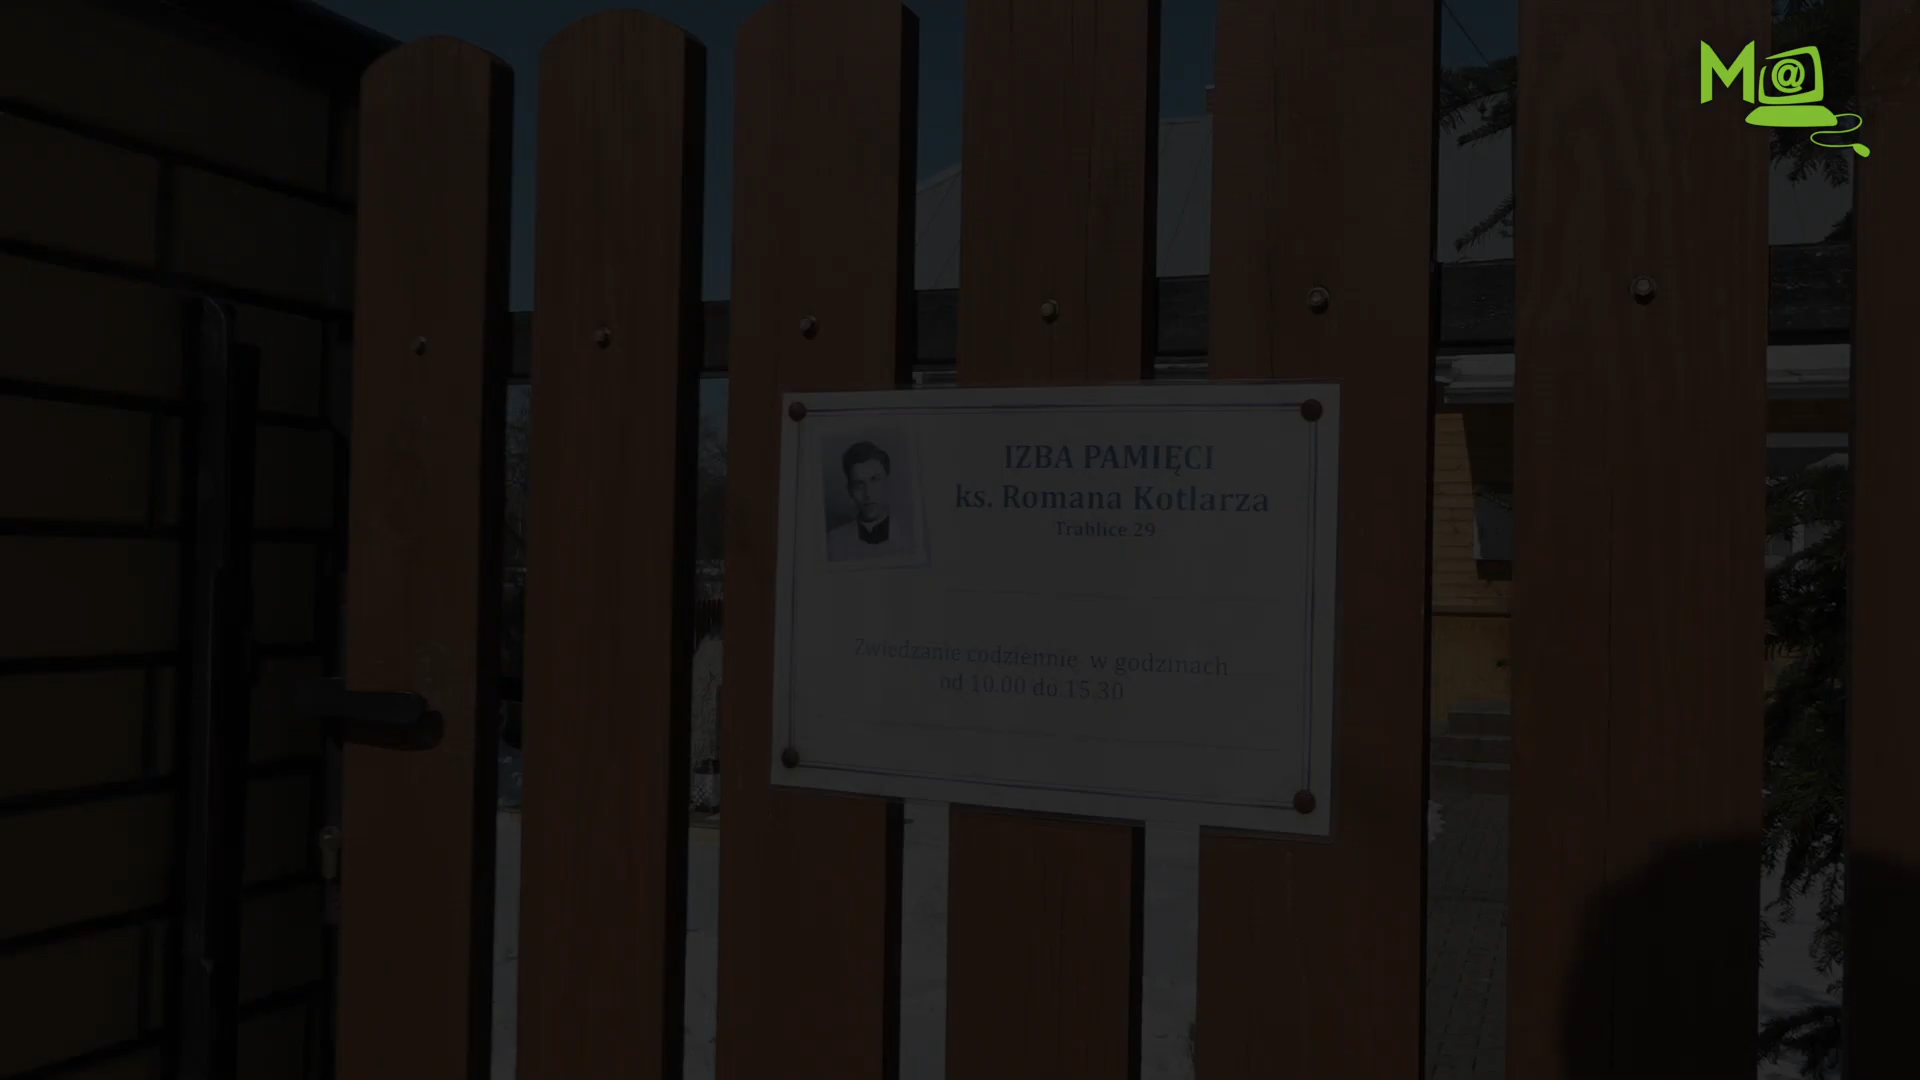 M@
IZBA PAMIĘCI
ks. Romana Kotlarza
Trablice 29
Zwiedzanie codziennie w godzinach
od 10.00 do 15.30